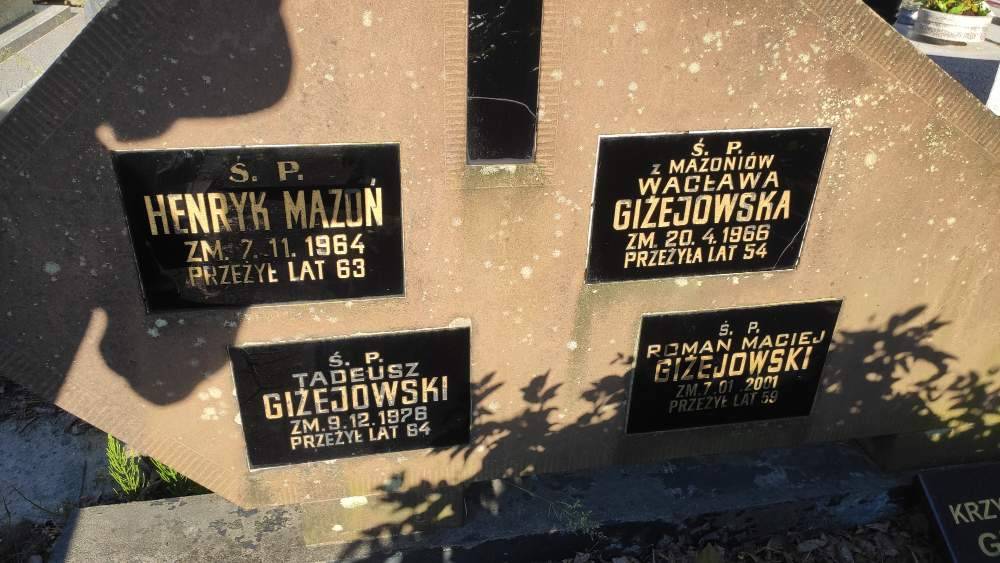 Ś. P.
HENRYK MAZOŃ
ZM. 7. 11. 1964
PRZEŻYŁ LAT 63
Ś. P.
Z MAZONIÓW
WACŁAWA
GIŻEJOWSKA
ZM. 20. 4. 1966
PRZEŻYŁA LAT 54
Ś. P.
TADEUSZ
GIŻEJOWSKI
ZM. 9. 12. 1976
PRZEŻYŁ LAT 64
Ś. P.
ROMAN MACIEJ
GIŻEJOWSKI
ZM. 7. 01. 2001
PRZEŻYŁ LAT 59